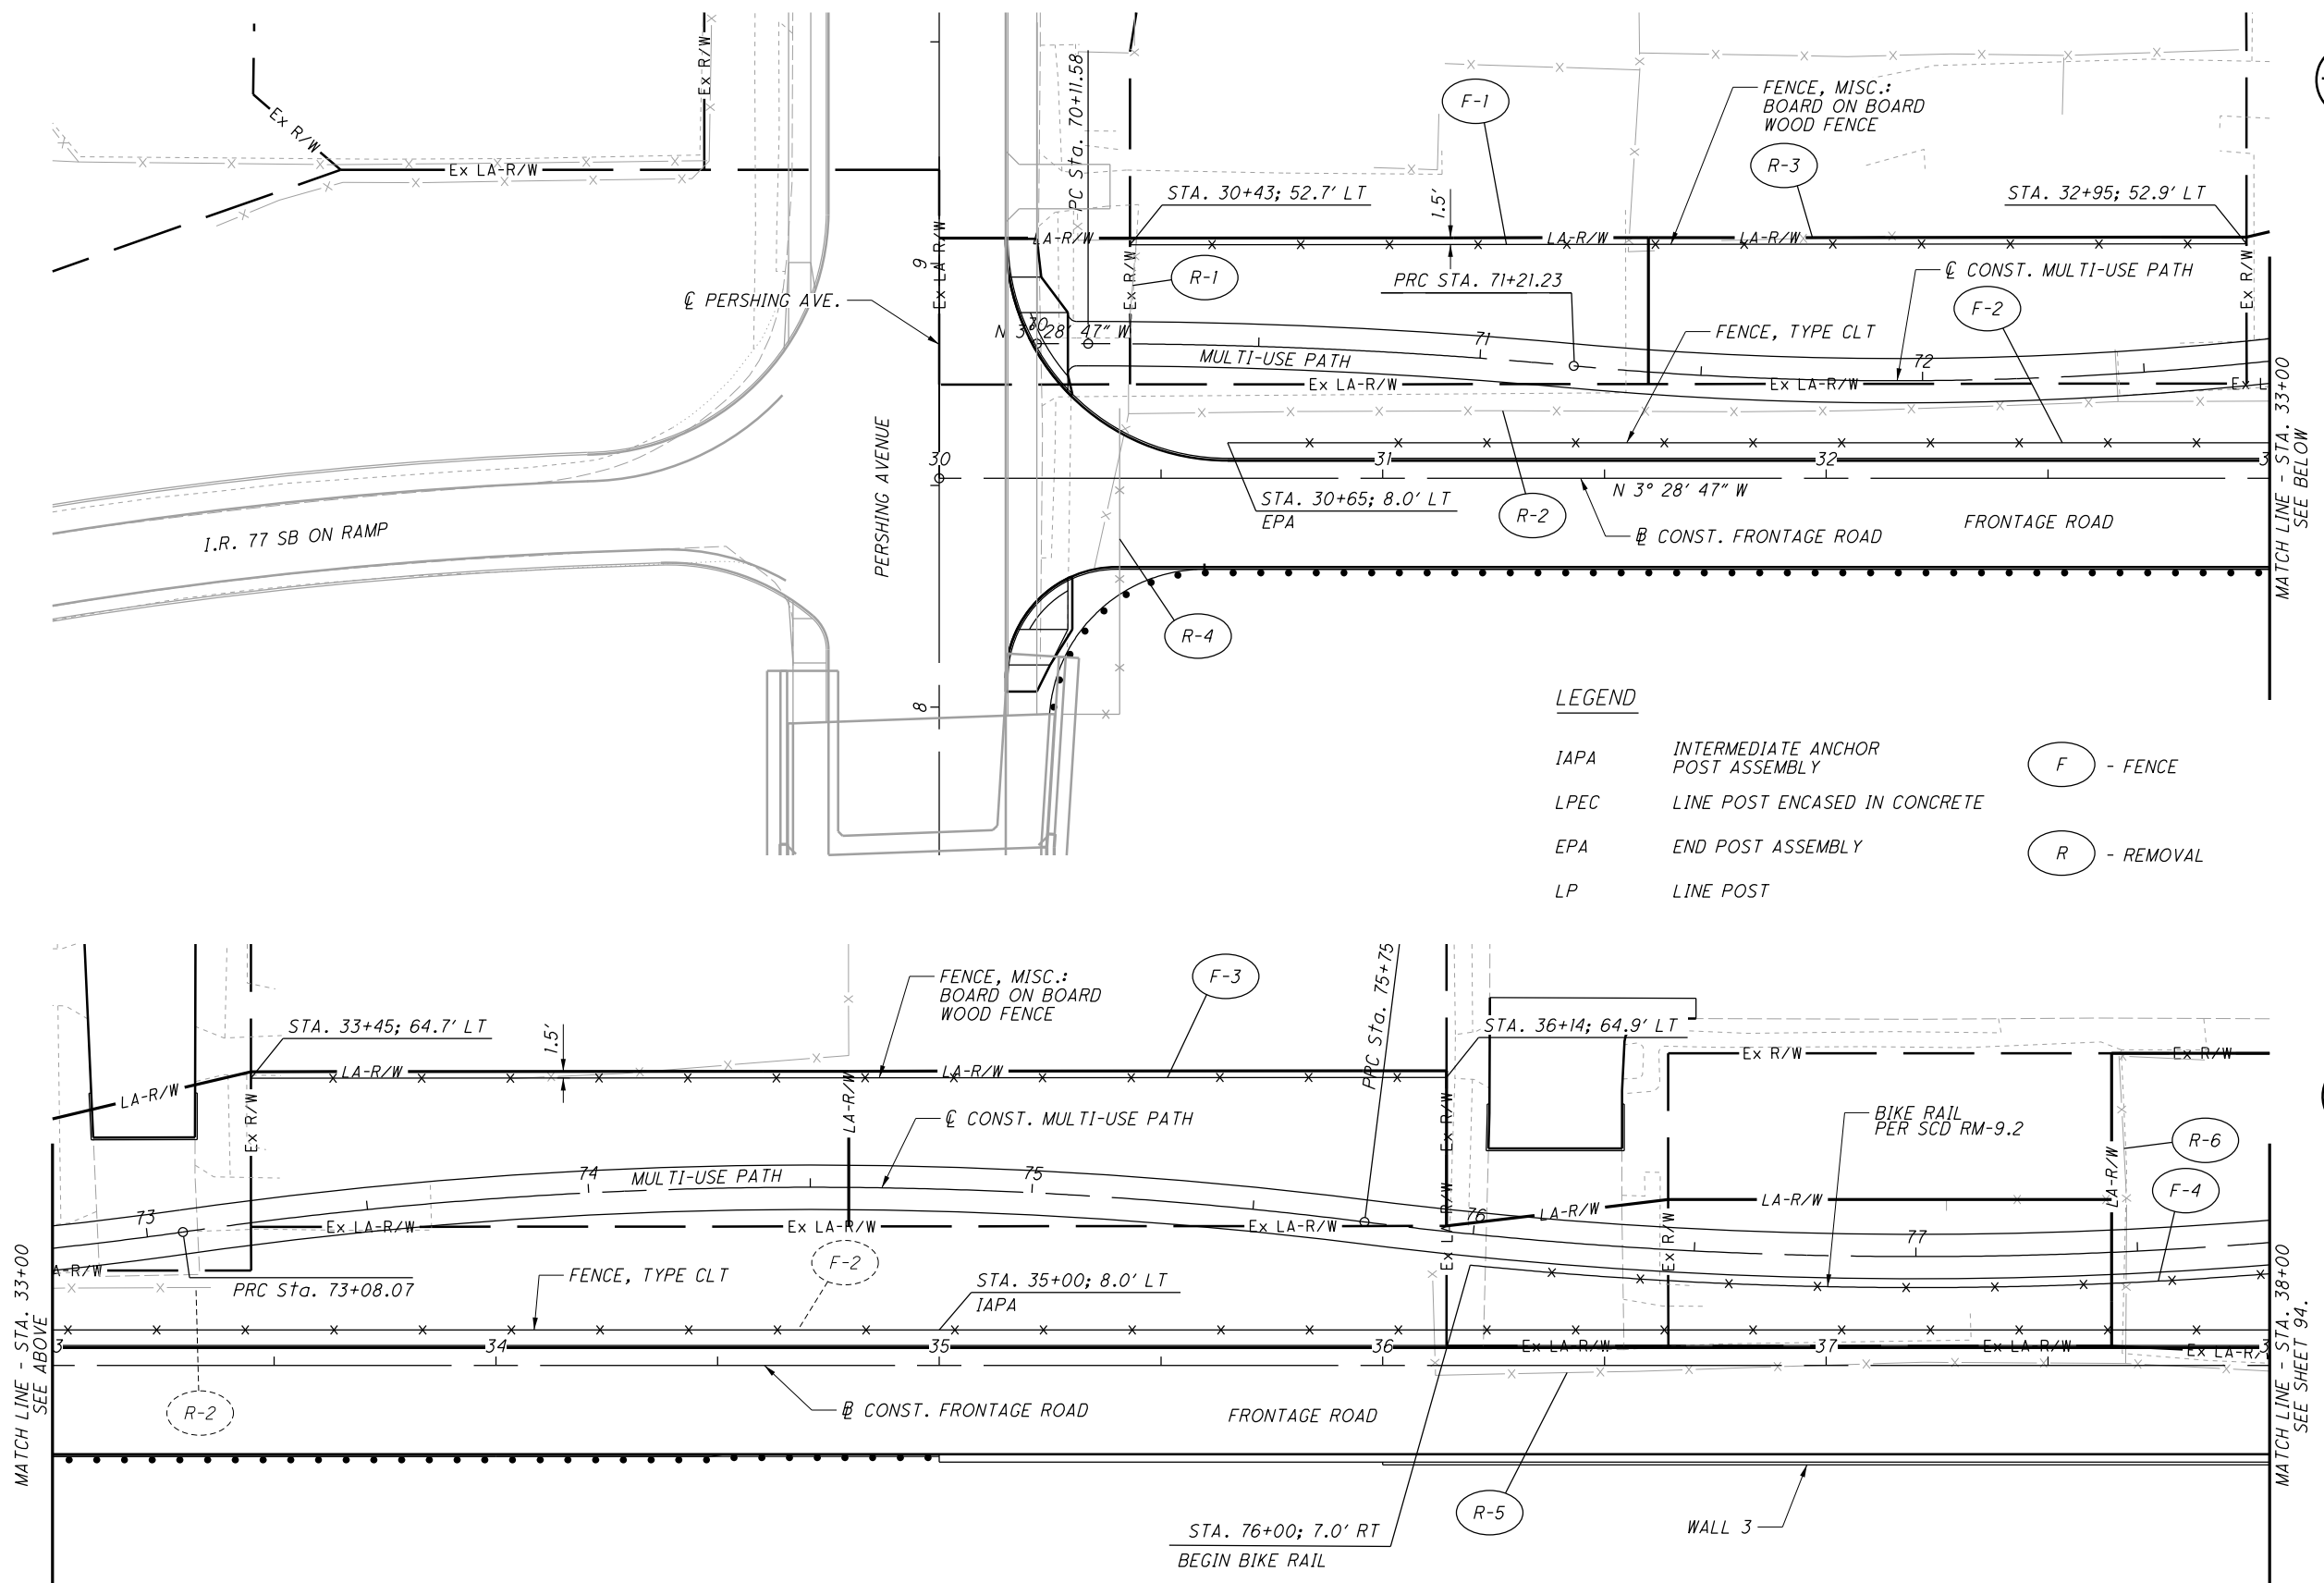 Ex R/W
Ex R/W
Ex LA-R/W
PC Sta. 70+11.58
F-1
FENCE, MISC.:
BOARD ON BOARD
WOOD FENCE
R-3
STA. 30+43; 52.7' LT
1.5'
STA. 32+95; 52.9' LT
LA-R/W
LA-R/W
LA-R/W
9
Ex LA-R/W
Ex R/W
R-1
PRC STA. 71+21.23
℄ CONST. MULTI-USE PATH
F-2
Ex R/W
℄ PERSHING AVE.
70
N 3° 28' 47" W
71
FENCE, TYPE CLT
MULTI-USE PATH
72
Ex LA-R/W
Ex LA-R/W
Ex L
MATCH LINE - STA. 33+00
SEE BELOW
PERSHING AVENUE
30
31
32
3
N 3° 28' 47" W
STA. 30+65; 8.0' LT
EPA
R-2
FRONTAGE ROAD
I.R. 77 SB ON RAMP
B̲L CONST. FRONTAGE ROAD
R-4
8
LEGEND
IAPA INTERMEDIATE ANCHOR
POST ASSEMBLY
F - FENCE
LPEC LINE POST ENCASED IN CONCRETE
EPA END POST ASSEMBLY
R - REMOVAL
LP LINE POST
FENCE, MISC.:
BOARD ON BOARD
WOOD FENCE
F-3
PRC Sta. 75+75
STA. 33+45; 64.7' LT
1.5'
STA. 36+14; 64.9' LT
Ex R/W
Ex R/W
LA-R/W
LA-R/W
LA-R/W
LA-R/W
Ex R/W
℄ CONST. MULTI-USE PATH
Ex R/W
BIKE RAIL
PER SCD RM-9.2
R-6
LA-R/W
F-4
74
MULTI-USE PATH
75
LA-R/W
LA-R/W
73
76
77
Ex LA-R/W
Ex LA-R/W
Ex LA-R/W
Ex LA-R/W
Ex R/W
A-R/W
F-2
PRC Sta. 73+08.07
FENCE, TYPE CLT
STA. 35+00; 8.0' LT
IAPA
MATCH LINE - STA. 33+00
SEE ABOVE
3
34
35
36
37
3
Ex LA-R/W
Ex LA-R/W
Ex LA-R/
MATCH LINE - STA. 38+00
SEE SHEET 94.
R-2
B̲L CONST. FRONTAGE ROAD
FRONTAGE ROAD
R-5
WALL 3
STA. 76+00; 7.0' RT
BEGIN BIKE RAIL